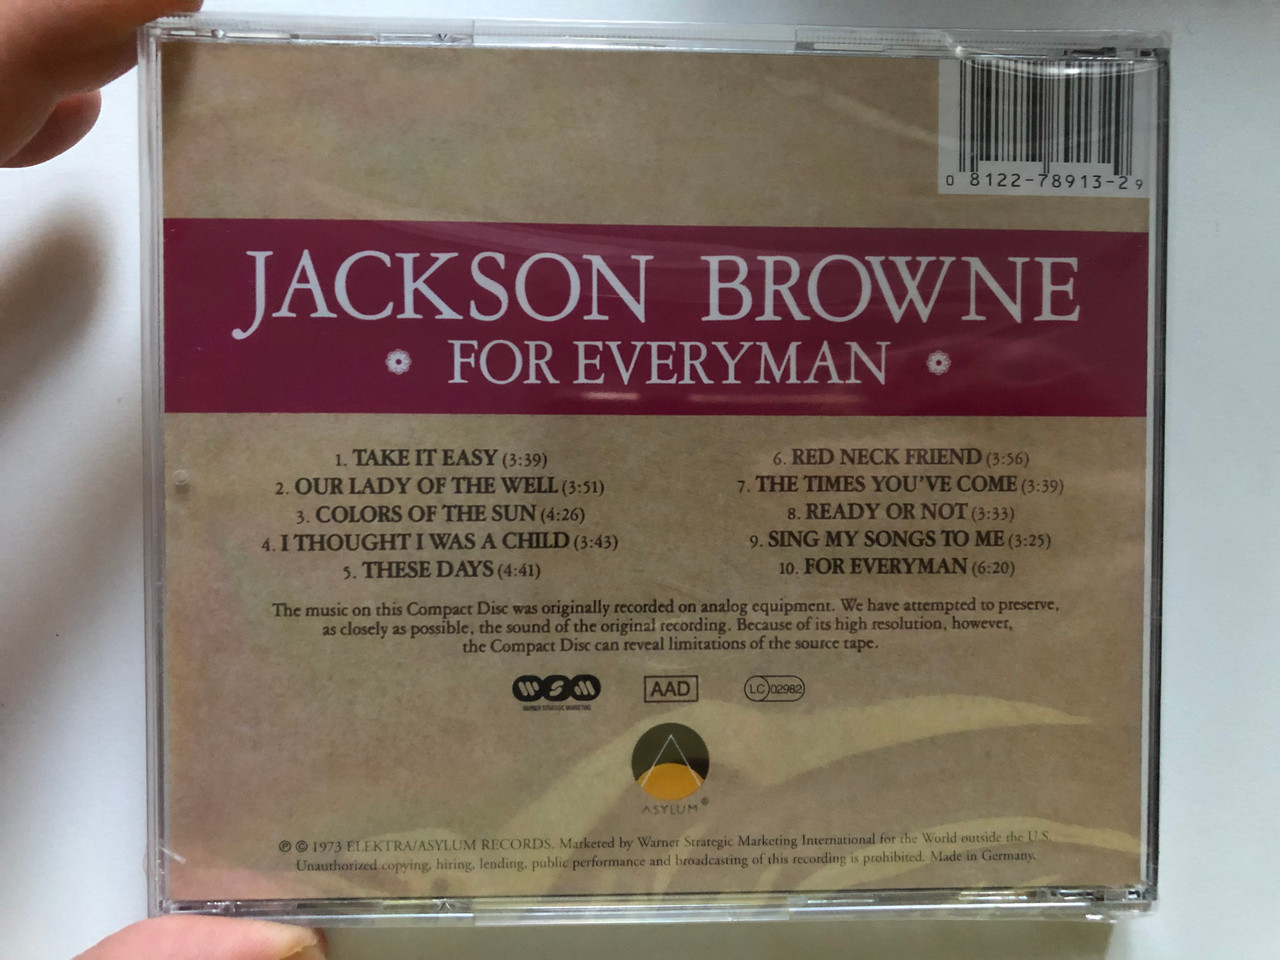 0 8122-78913-2 9
JACKSON BROWNE
FOR EVERYMAN
1. TAKE IT EASY (3:39)
2. OUR LADY OF THE WELL (3:51)
3. COLORS OF THE SUN (4:26)
4. I THOUGHT I WAS A CHILD (3:43)
5. THESE DAYS (4:41)
6. RED NECK FRIEND (3:56)
7. THE TIMES YOU'VE COME (3:39)
8. READY OR NOT (3:33)
9. SING MY SONGS TO ME (3:25)
10. FOR EVERYMAN (6:20)
The music on this Compact Disc was originally recorded on analog equipment. We have attempted to preserve,
as closely as possible, the sound of the original recording. Because of its high resolution, however,
the Compact Disc can reveal limitations of the source tape.
WSM
WARNER STRATEGIC MARKETING
AAD
LC 02982
ASYLUM®
℗ © 1973 ELEKTRA/ASYLUM RECORDS. Marketed by Warner Strategic Marketing International for the World outside the U.S.
Unauthorized copying, hiring, lending, public performance and broadcasting of this recording is prohibited. Made in Germany.